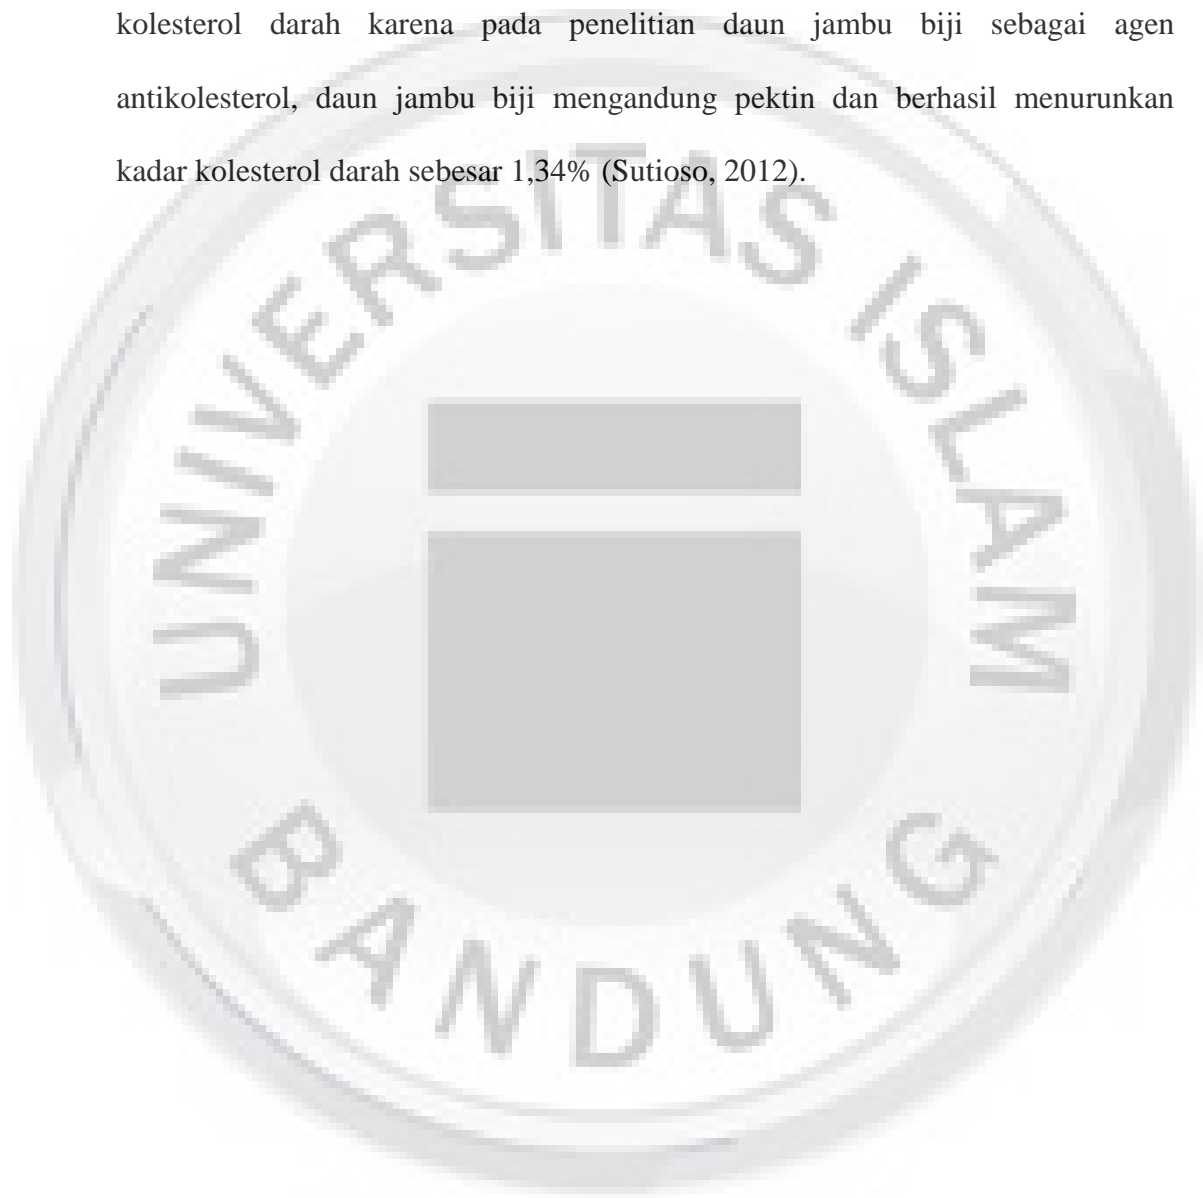 kolesterol darah karena pada penelitian daun jambu biji sebagai agen
antikolesterol, daun jambu biji mengandung pektin dan berhasil menurunkan
kadar kolesterol darah sebesar 1,34% (Sutioso, 2012).
UNIVERSITAS ISLAM
BANDUNG